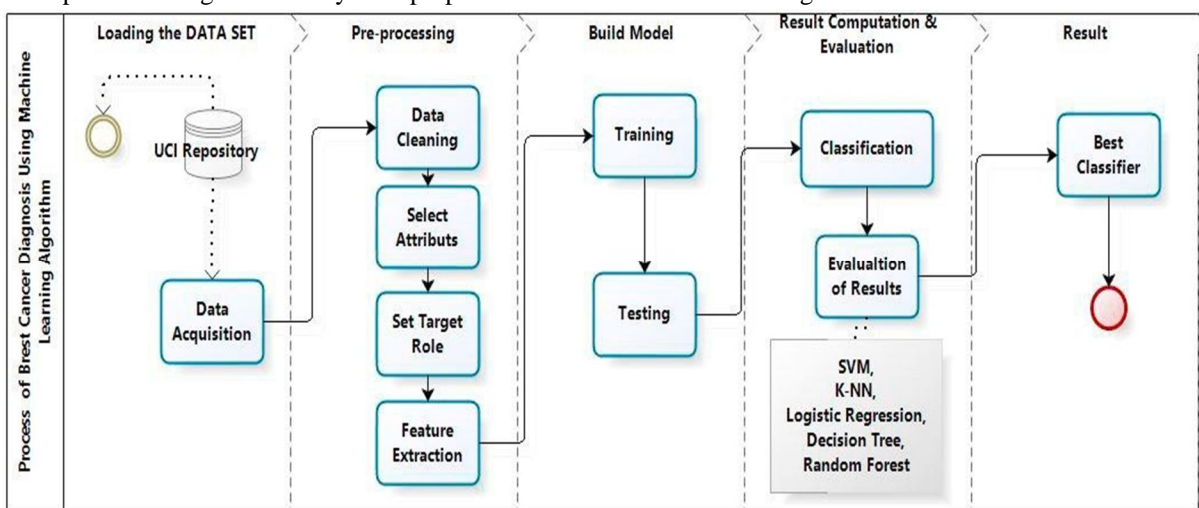 Loading the DATA SET
Pre-processing
Build Model
Result Computation &
Evaluation
Result
Process of Brest Cancer Diagnosis Using Machine
Learning Algorithm
UCI Repository
Data
Acquisition
Data
Cleaning
Select
Attributs
Set Target
Role
Feature
Extraction
Training
Testing
Classification
Evalualtion
of Results
SVM,
K-NN,
Logistic Regression,
Decision Tree,
Random Forest
Best
Classifier